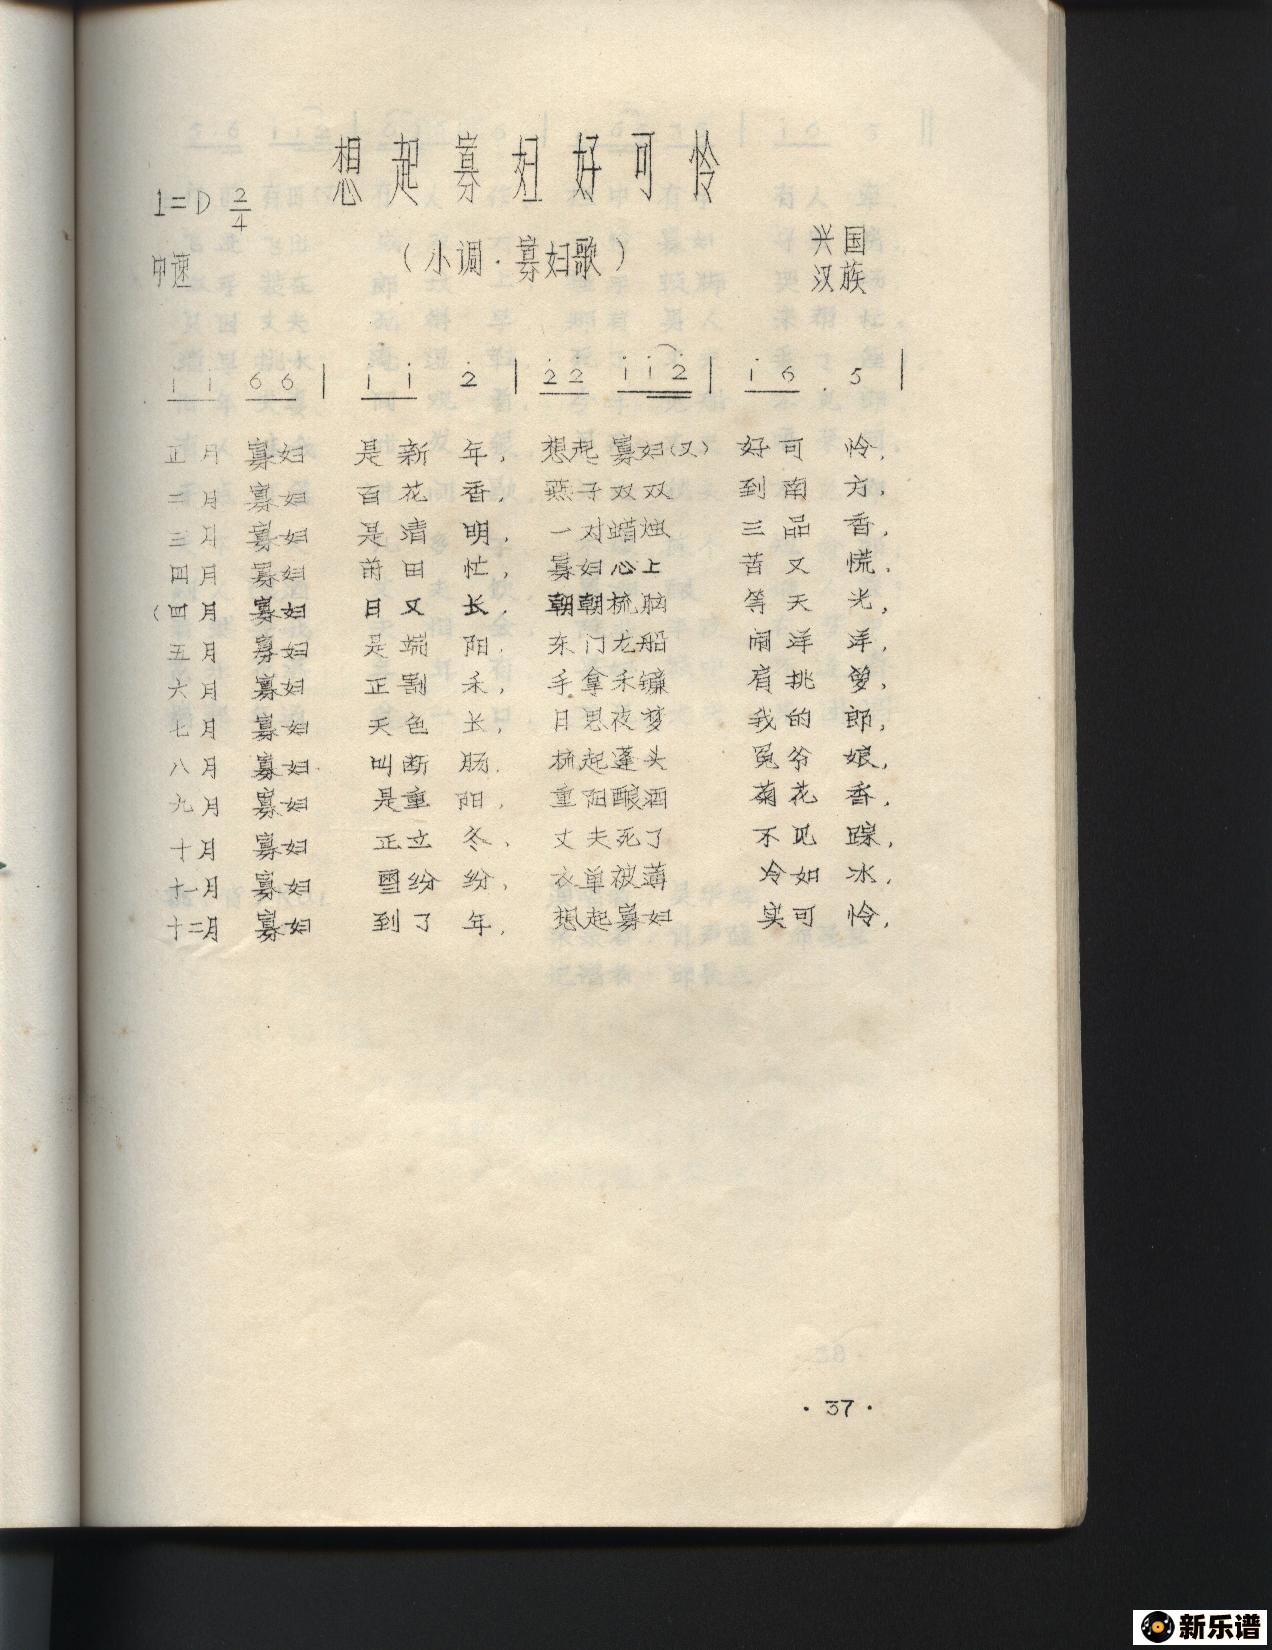 想起寡妇好可怜
1=D 2/4
(小调·寡妇歌)
兴国
中速
汉族
i i 6 6 | i i 2 | 2 2 i i 2 | i 6 5 |
正月 寡妇 是新 年, 想起寡妇(又) 好可 怜,
二月 寡妇 百花 香, 燕子双双 到南 方,
三月 寡妇 是清 明, 一对蜡烛 三品 香,
四月 寡妇 莳田 忙, 寡妇心上 苦又 慌.
(四月 寡妇 日又 长, 朝朝梳脑 等天 光,
五月 寡妇 是端 阳. 东门龙船 闹洋 洋,
六月 寡妇 正割 禾, 手拿禾镰 肩挑 箩,
七月 寡妇 天色 长, 日思夜梦 我的 郎,
八月 寡妇 叫断 肠. 梳起蓬头 冤爷 娘,
九月 寡妇 是重 阳, 重阳酿酒 菊花 香,
十月 寡妇 正立 冬, 丈夫死了 不见 踪,
十一月 寡妇 雪纷 纷, 衣单被薄 冷如 冰,
十二月 寡妇 到了 年, 想起寡妇 实可 怜,
·37·
新乐谱